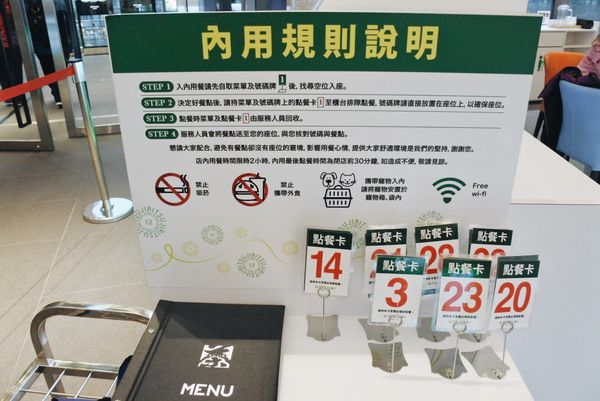 內用規則說明
STEP 1 入內用餐請先自取菜單及號碼牌 1 後, 找尋空位入座。
STEP 2 決定好餐點後, 請持菜單及號碼牌上的點餐卡 1 至櫃台排隊點餐, 號碼牌請直接放置在座位上, 以確保座位。
STEP 3 點餐時菜單及點餐卡 1 由服務人員回收。
STEP 4 服務人員會將餐點送至您的座位, 與您核對號碼與餐點。
懇請大家配合, 避免有餐點卻沒有座位的窘境, 影響用餐心情, 提供大家舒適環境是我們的堅持, 謝謝您。
店內用餐時間限時2小時, 內用最後點餐時間為閉店前30分鐘, 如造成不便, 敬請見諒。
禁止
吸菸
禁止
攜帶外食
攜帶寵物入內
請將寵物安置於
寵物箱、袋內
Free
wi-fi
點餐卡
14
點餐卡
點餐卡
點餐卡
點餐卡
3
點餐卡
23
點餐卡
20
MENU